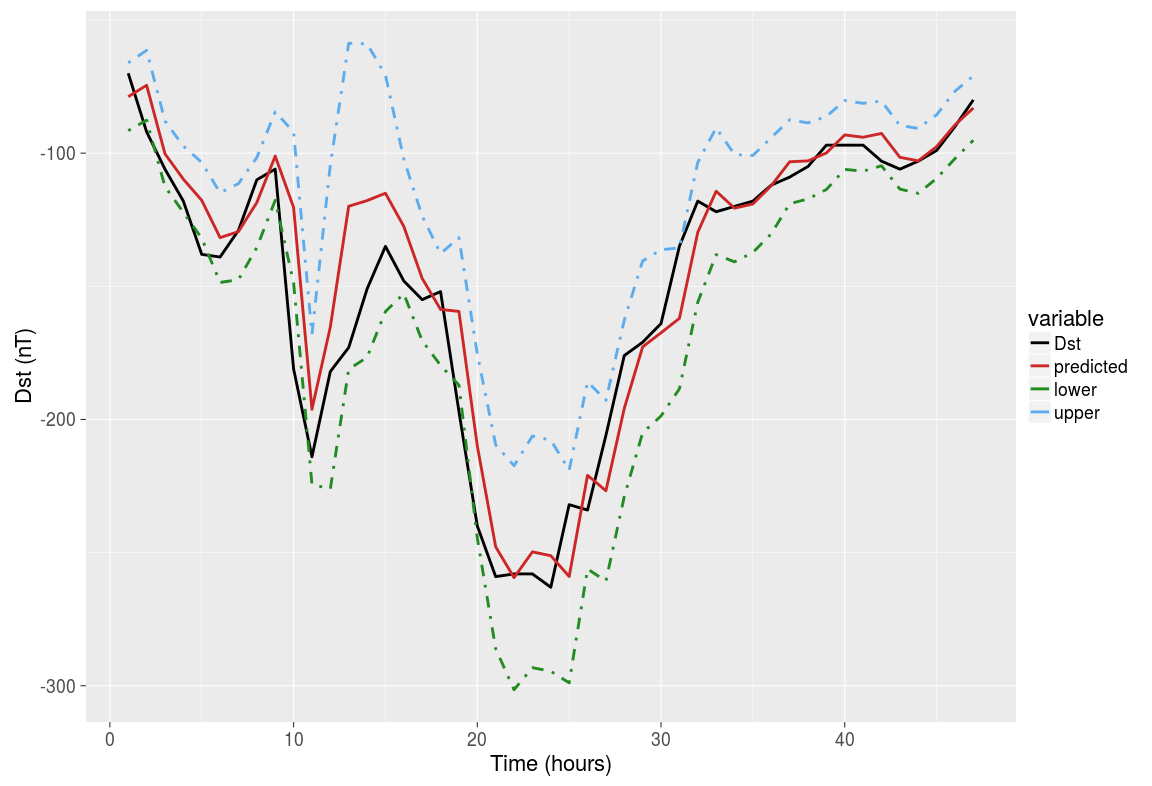 Dst (nT)
-100
-200
-300
0 10 20 30 40
Time (hours)
variable
Dst
predicted
lower
upper